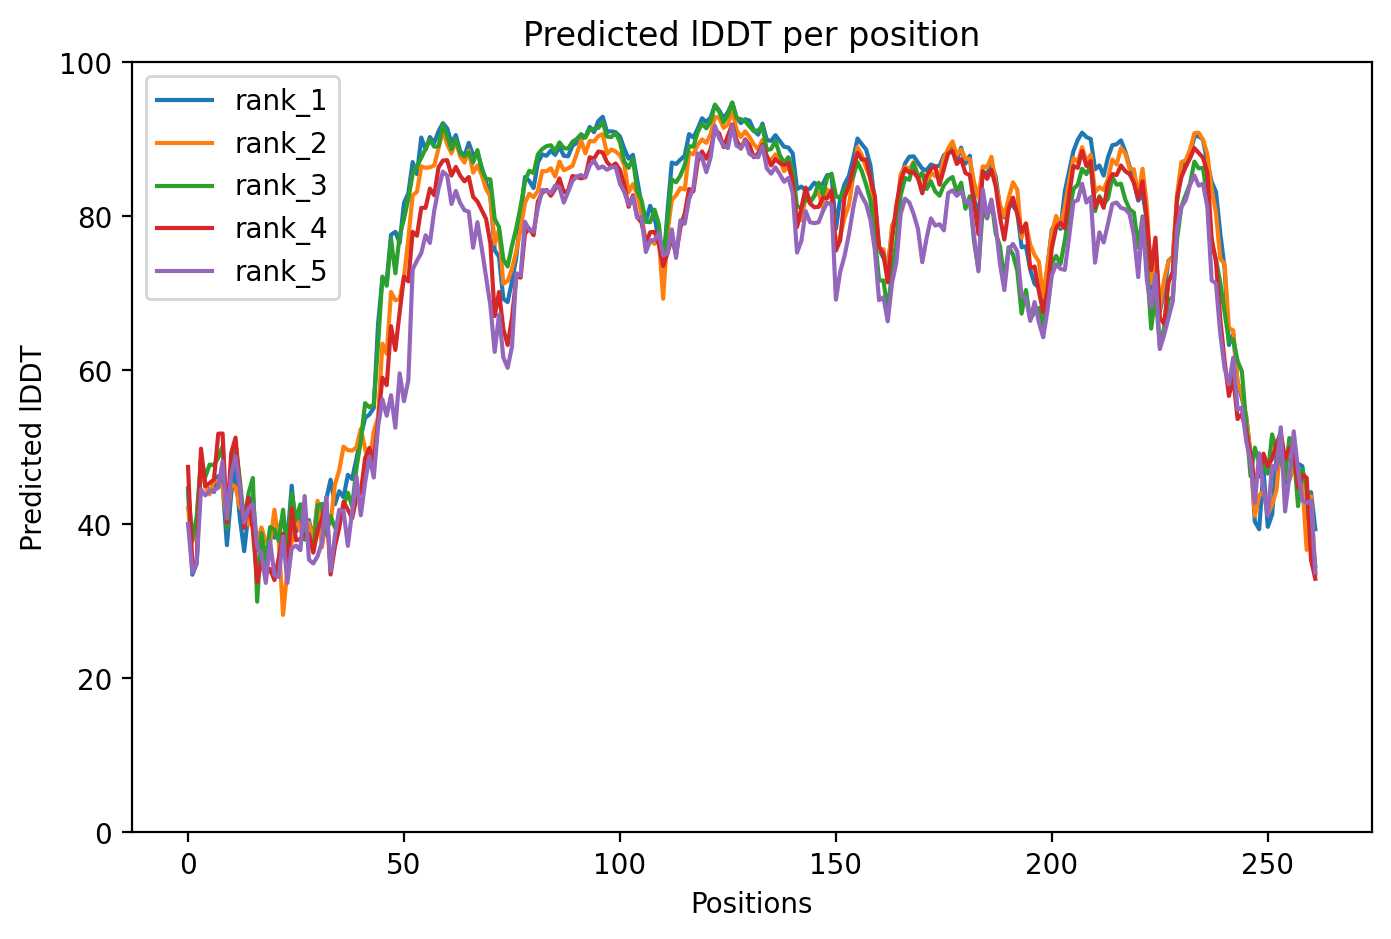 Predicted lDDT per position
100
80
60
40
20
0
Predicted lDDT
rank_1
rank_2
rank_3
rank_4
rank_5
0 50 100 150 200 250
Positions